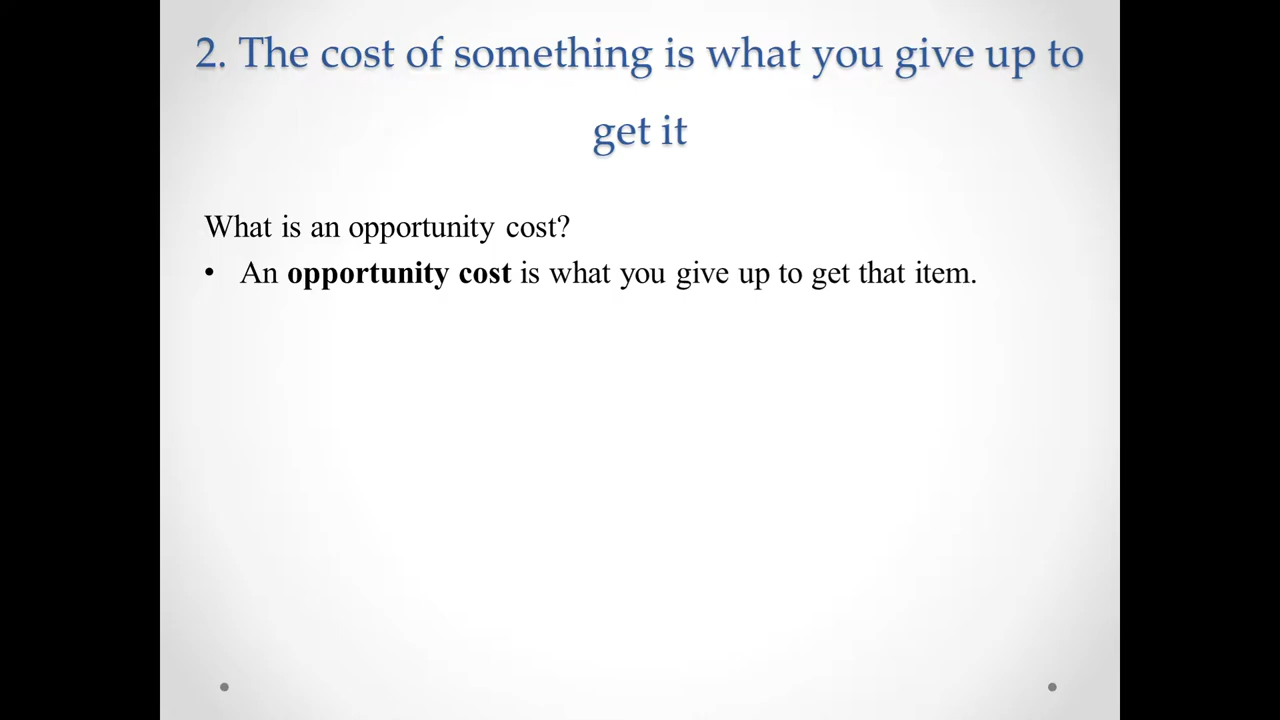 2. The cost of something is what you give up to
get it
What is an opportunity cost?
• An opportunity cost is what you give up to get that item.